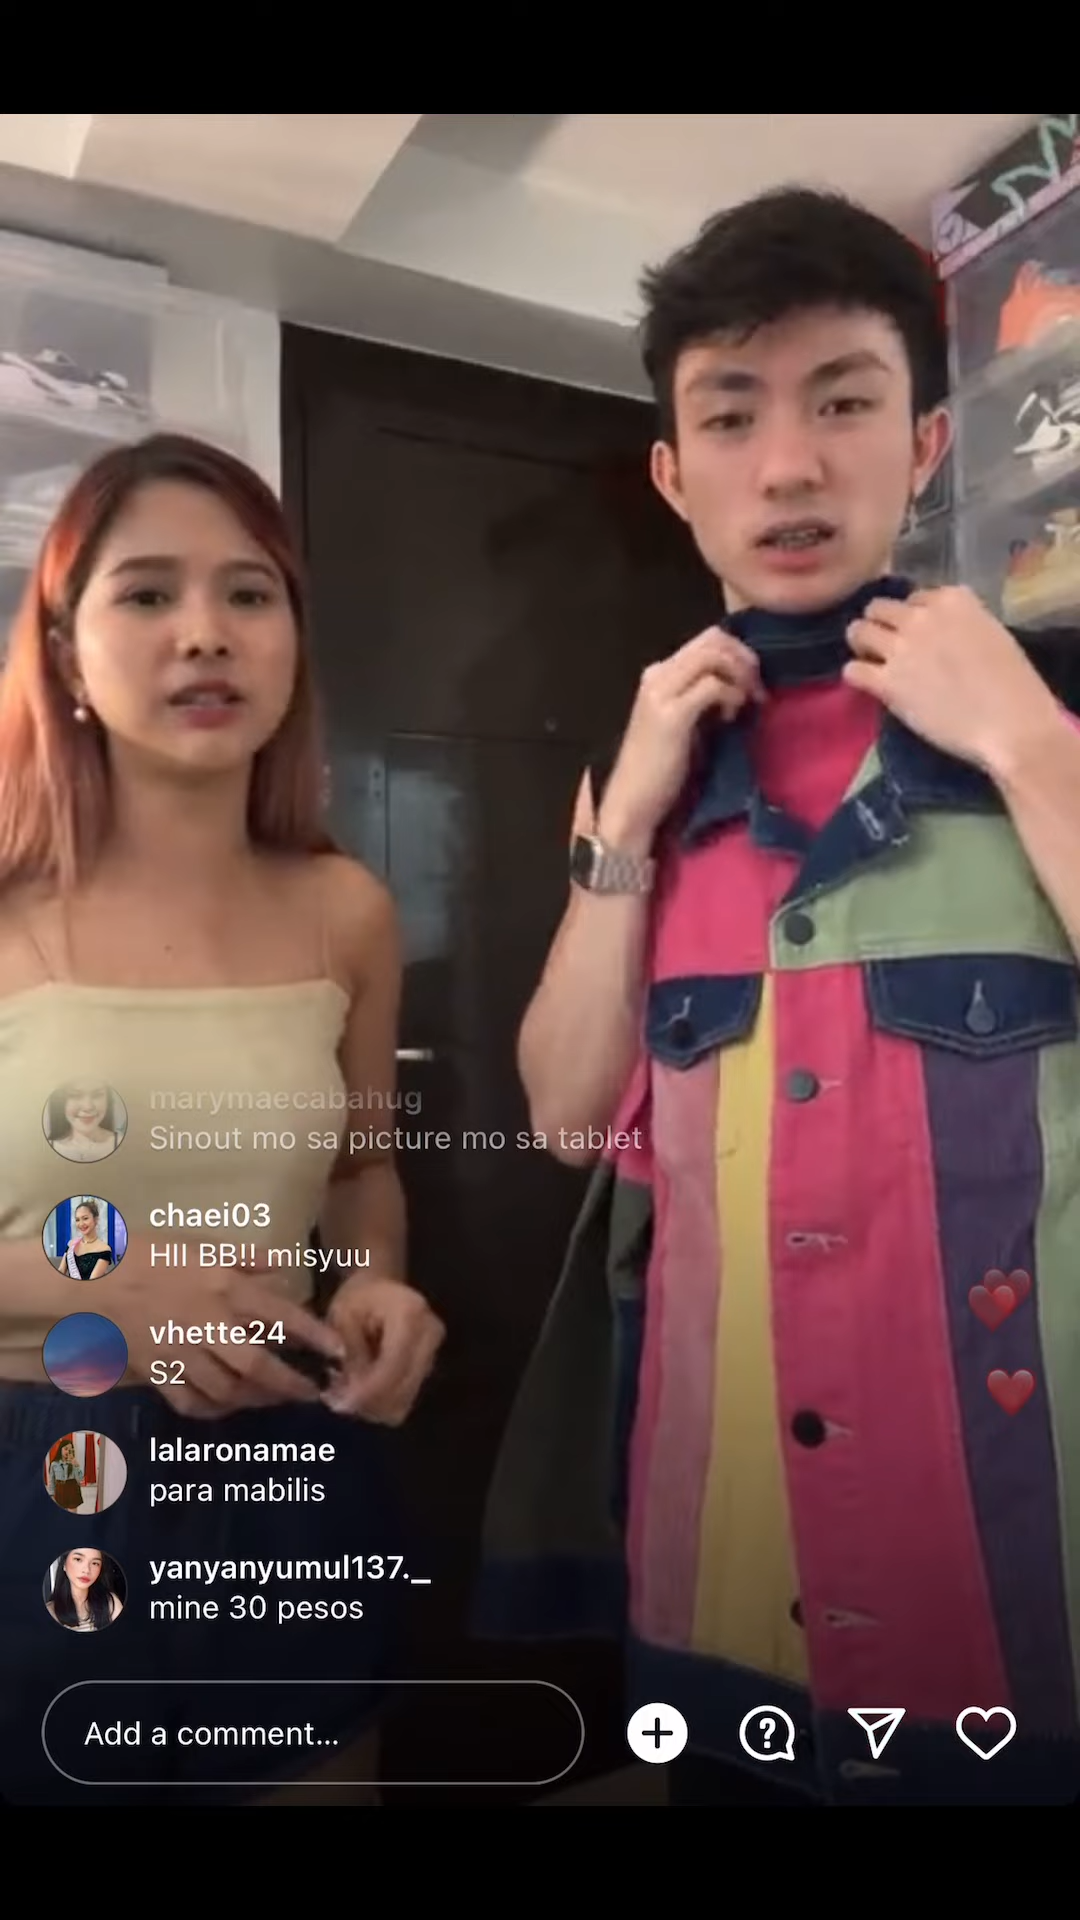 marymaecabahug
Sinout mo sa picture mo sa tablet
chaei03
HII BB!! misyuu
vhette24
S2
lalaronamae
para mabilis
yanyanyumul137._
mine 30 pesos
Add a comment...